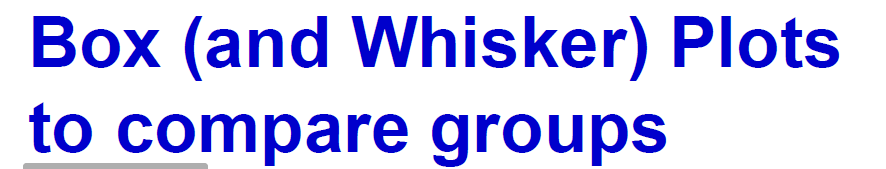 Box (and Whisker) Plots
to compare groups